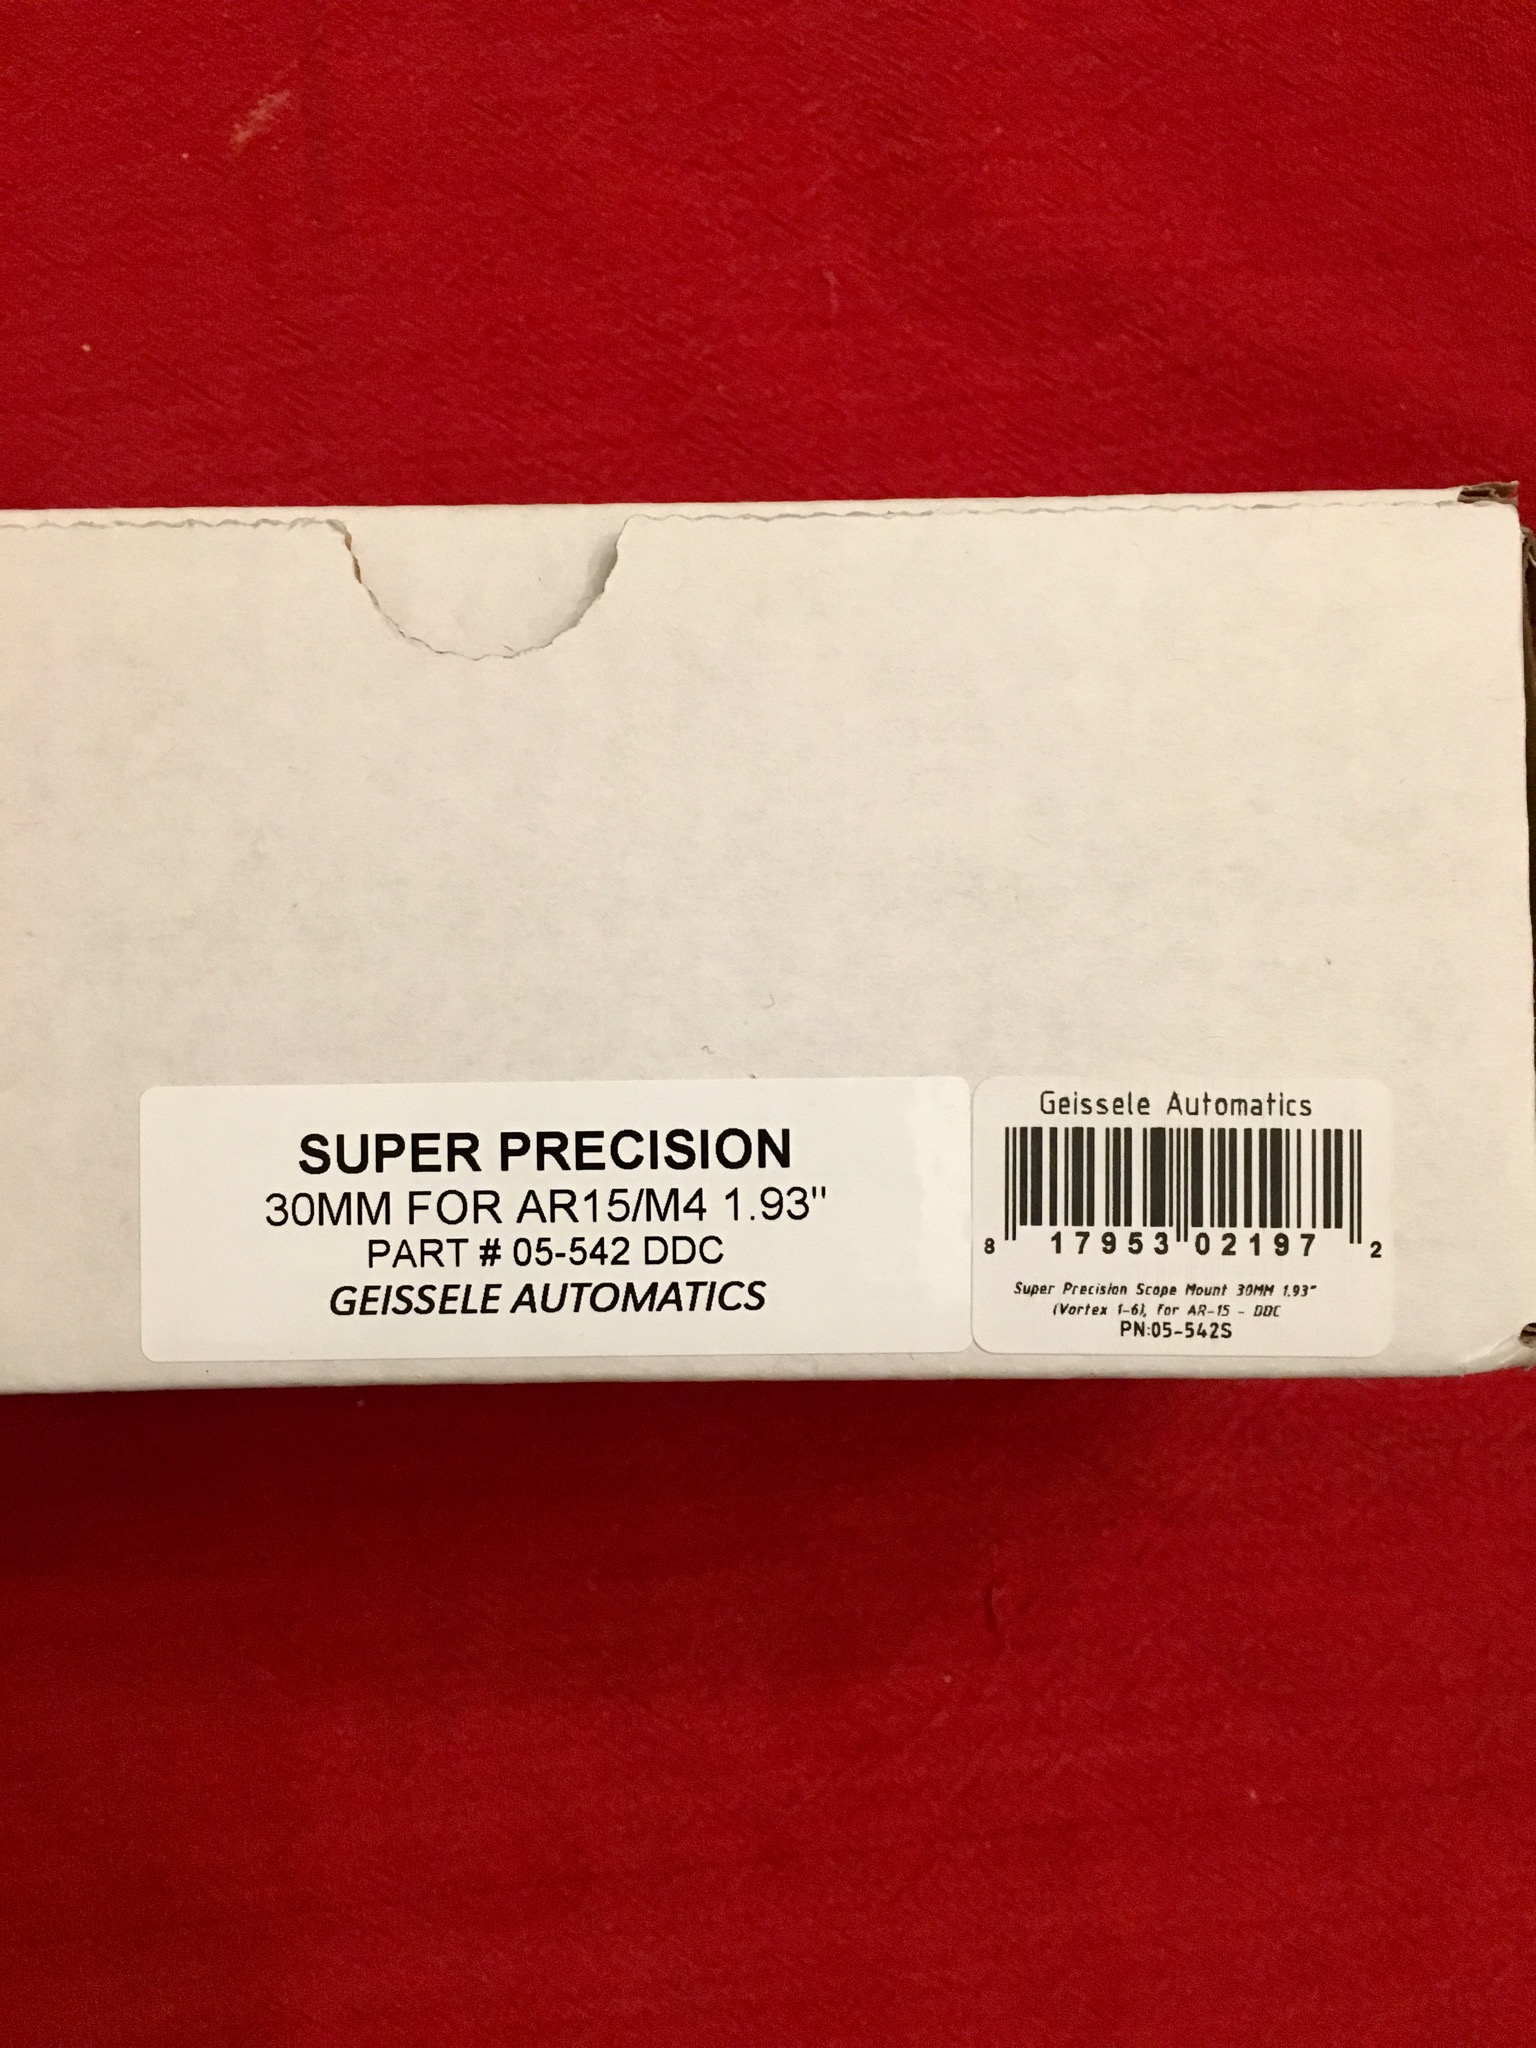 SUPER PRECISION
30MM FOR AR15/M4 1.93"
PART # 05-542 DDC
GEISSELE AUTOMATICS
Geissele Automatics
8 17953 02197 2
Super Precision Scope Mount 30MM 1.93"
(Vortex 1-6), for AR-15 - DDC
PN:05-542S